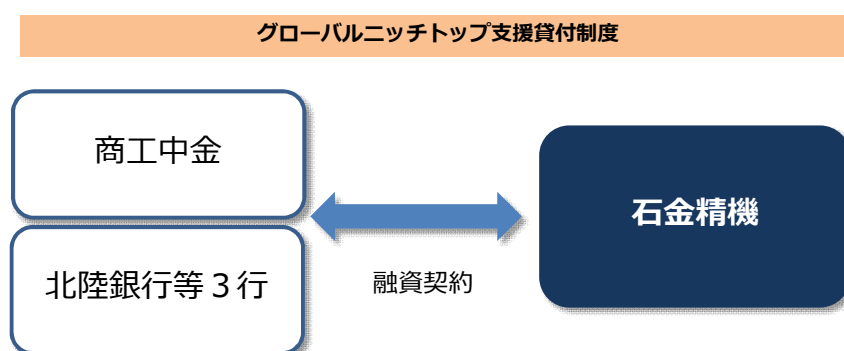 グローバルニッチトップ支援貸付制度
商工中金
北陸銀行等３行
融資契約
石金精機